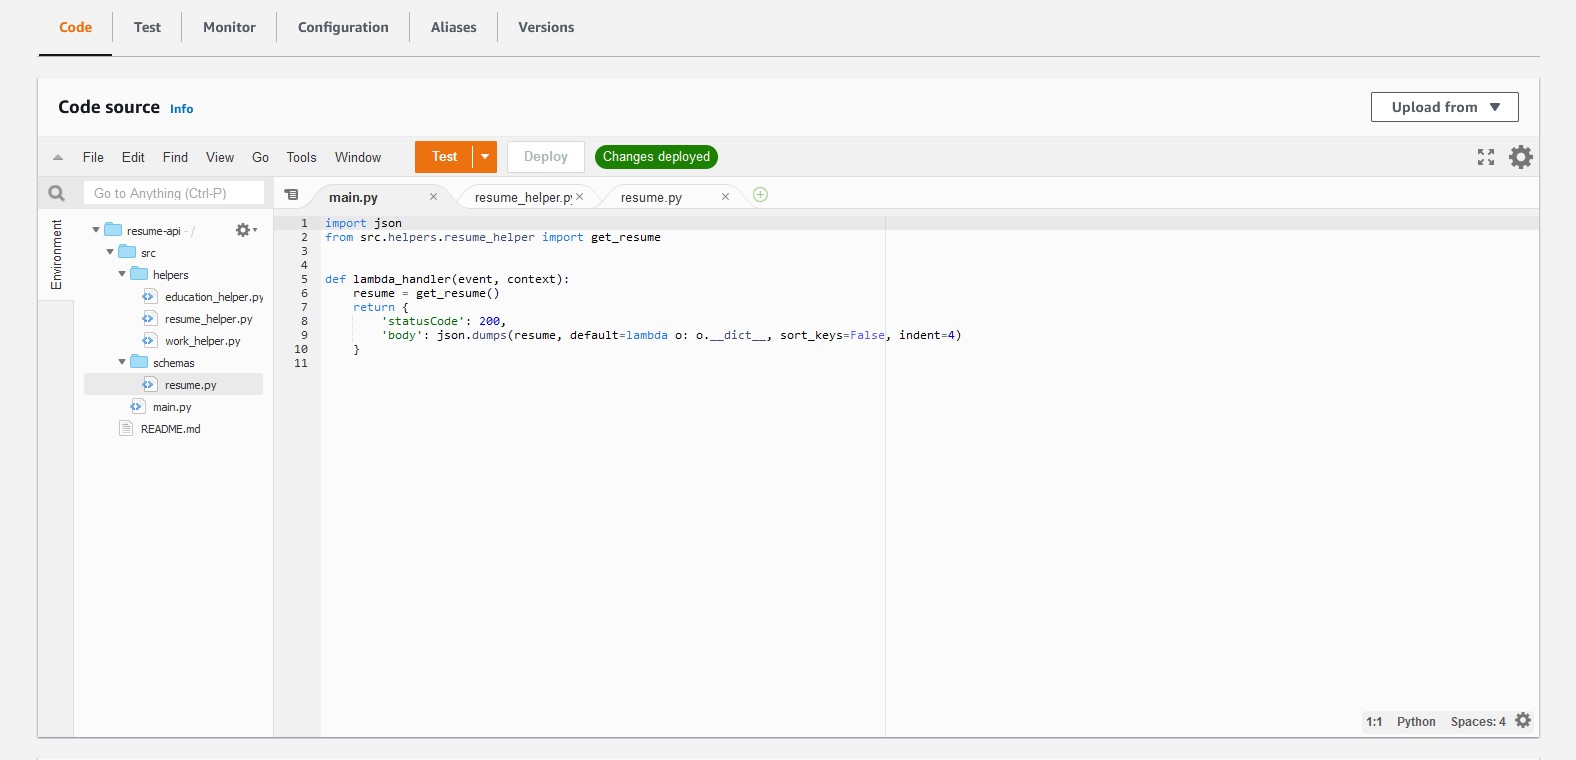 Code Test Monitor Configuration Aliases Versions
Code source Info Upload from
File Edit Find View Go Tools Window Test Deploy Changes deployed
Go to Anything (Ctrl-P)
main.py resume_helper.py resume.py
Environment
resume-api - /
src
helpers
education_helper.py
resume_helper.py
work_helper.py
schemas
resume.py
main.py
README.md
1 import json
2 from src.helpers.resume_helper import get_resume
3
4
5 def lambda_handler(event, context):
6     resume = get_resume()
7     return {
8         'statusCode': 200,
9         'body': json.dumps(resume, default=lambda o: o.__dict__, sort_keys=False, indent=4)
10     }
11
1:1 Python Spaces: 4